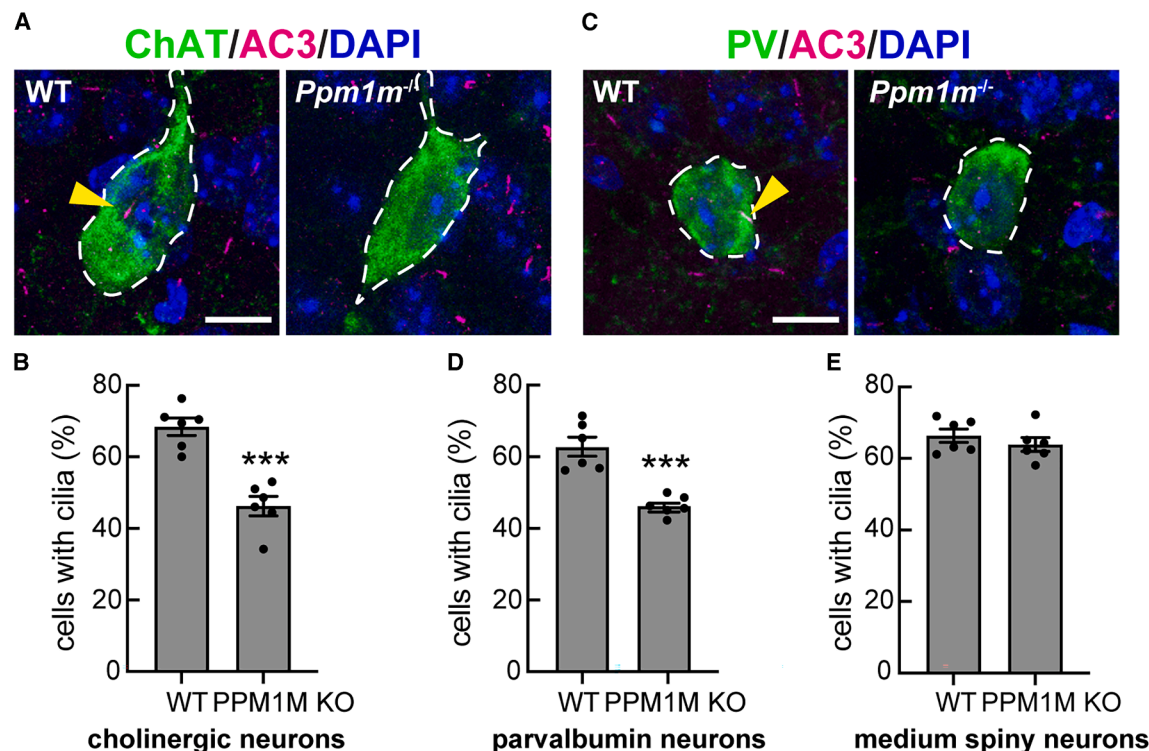 A
ChAT/AC3/DAPI
WT
Ppm1m-/-
C
PV/AC3/DAPI
WT
Ppm1m-/-
B
80
60
40
20
0
cells with cilia (%)
***
WT PPM1M KO
cholinergic neurons
D
80
60
40
20
0
cells with cilia (%)
***
WT PPM1M KO
parvalbumin neurons
E
80
60
40
20
0
cells with cilia (%)
WT PPM1M KO
medium spiny neurons